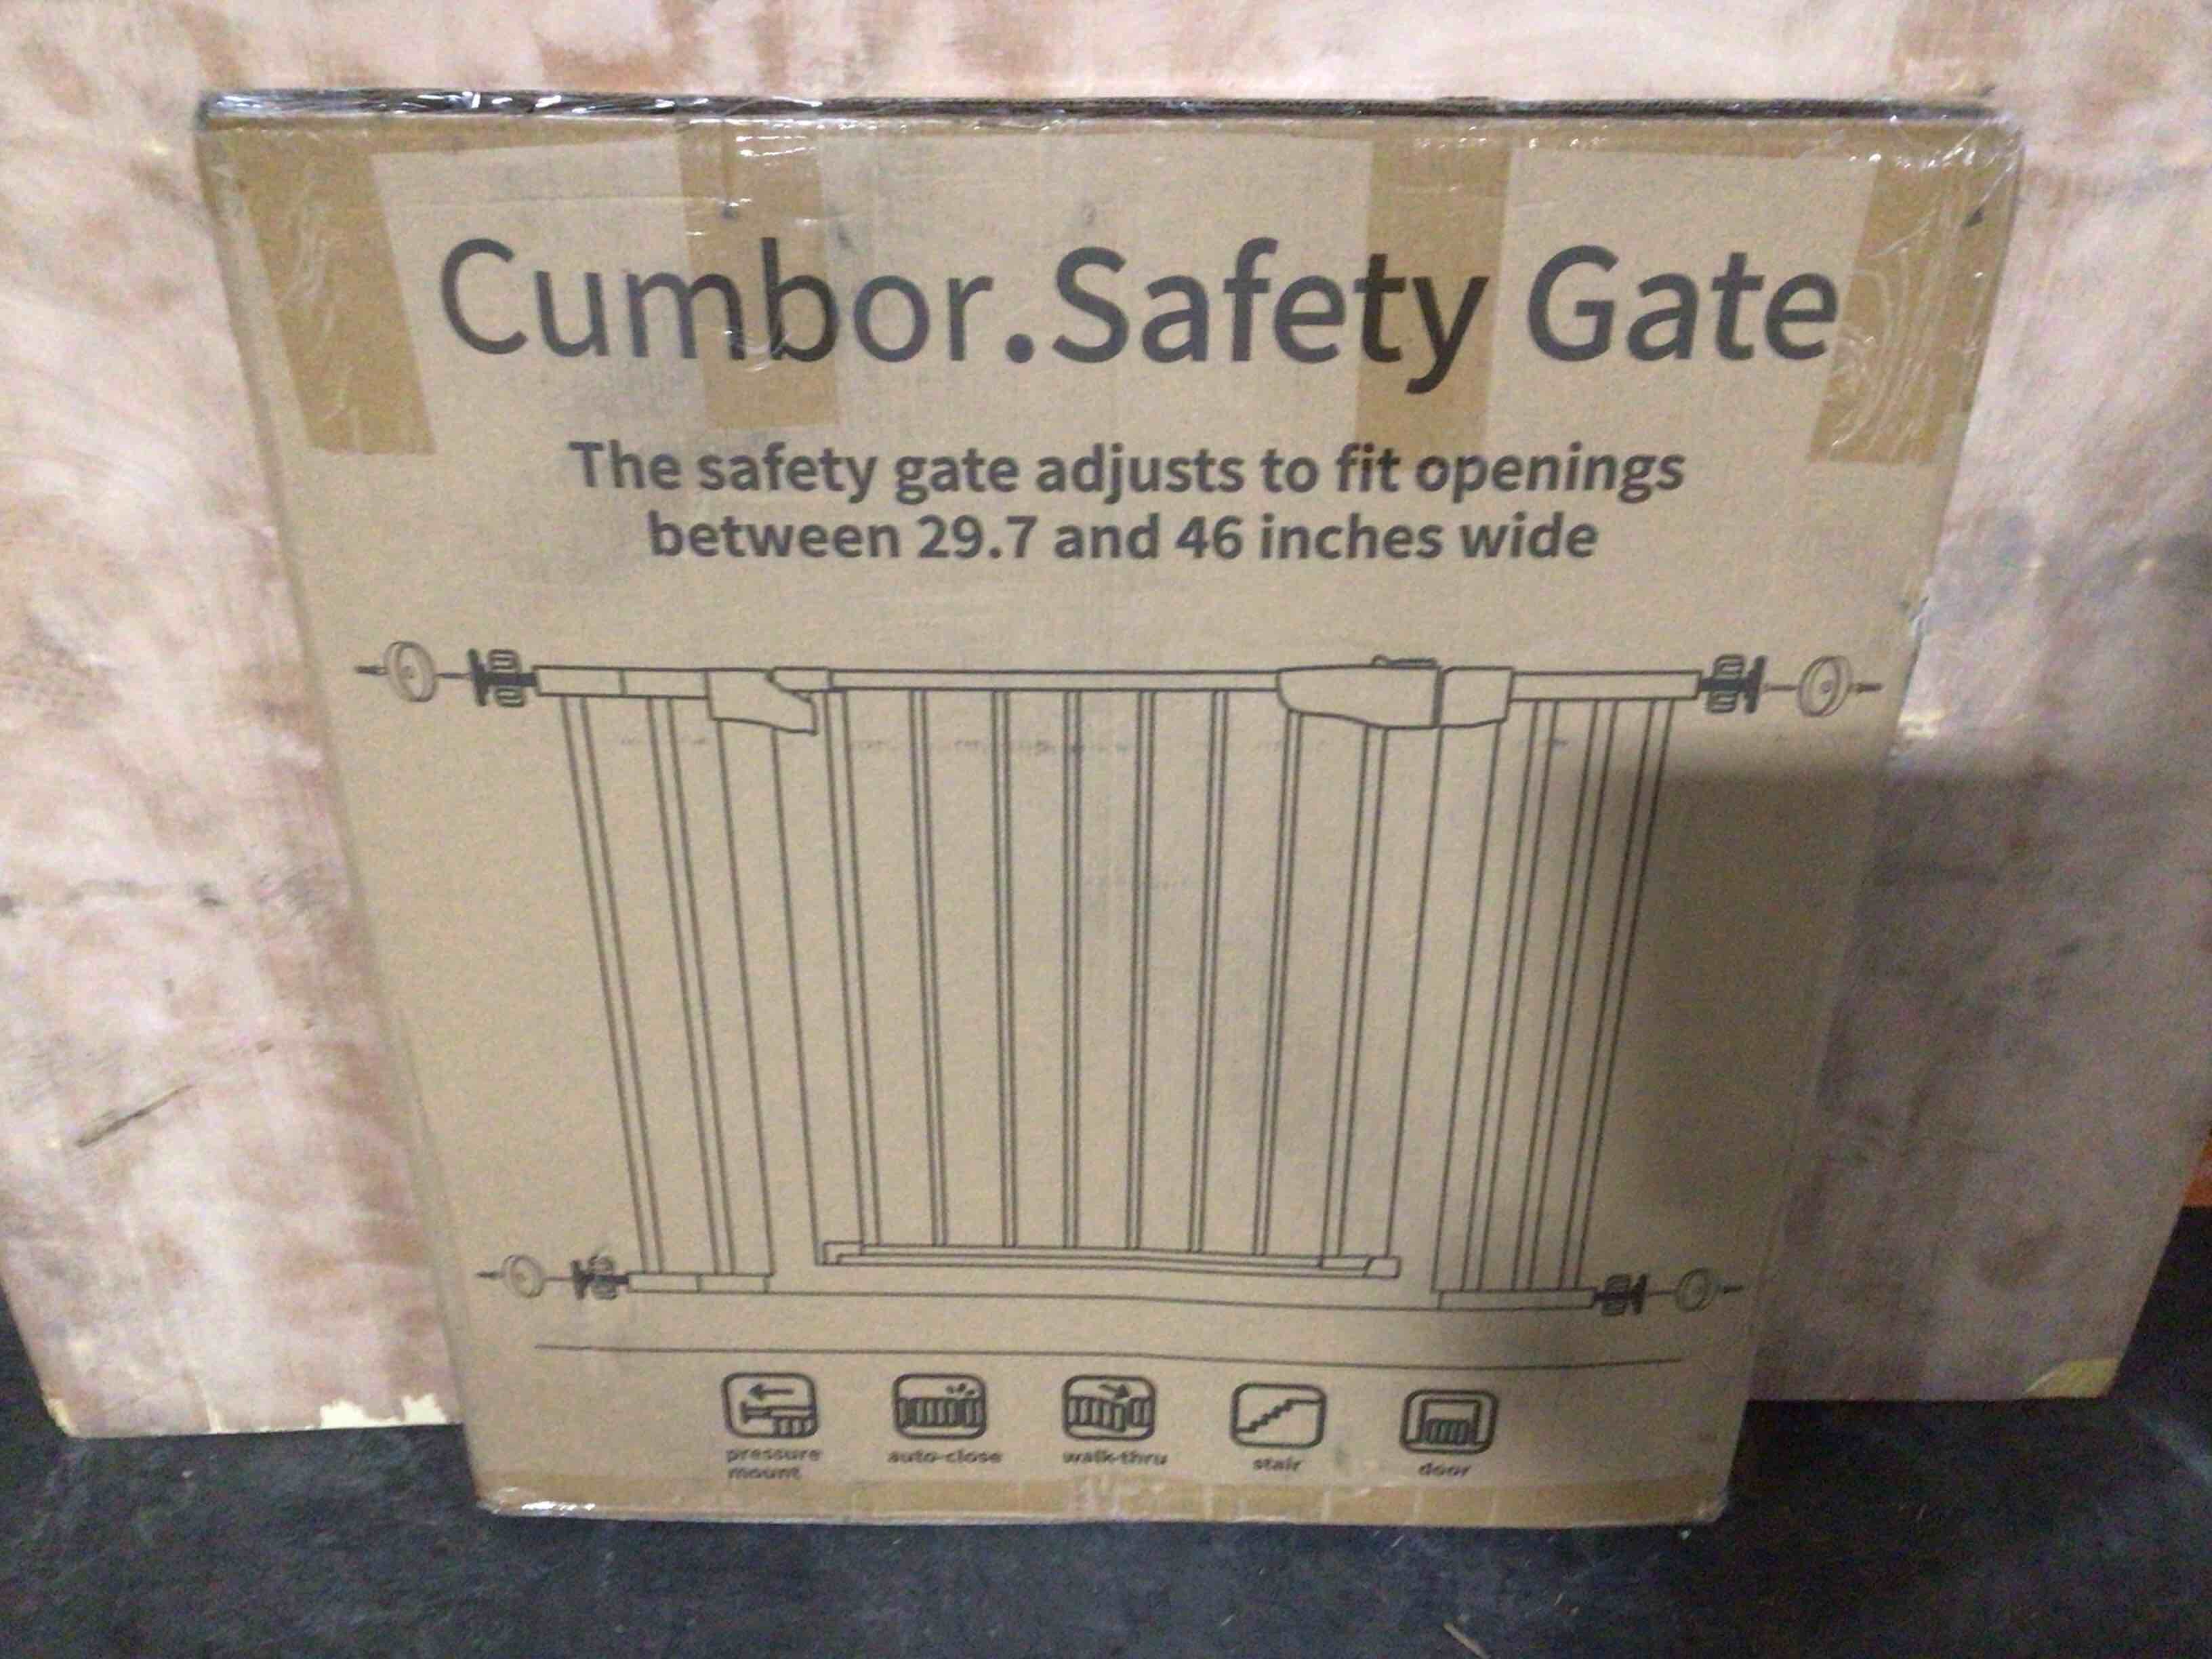 Cumbor.Safety Gate
The safety gate adjusts to fit openings
between 29.7 and 46 inches wide
pressure
mount
auto-close
walk-thru
stair
door